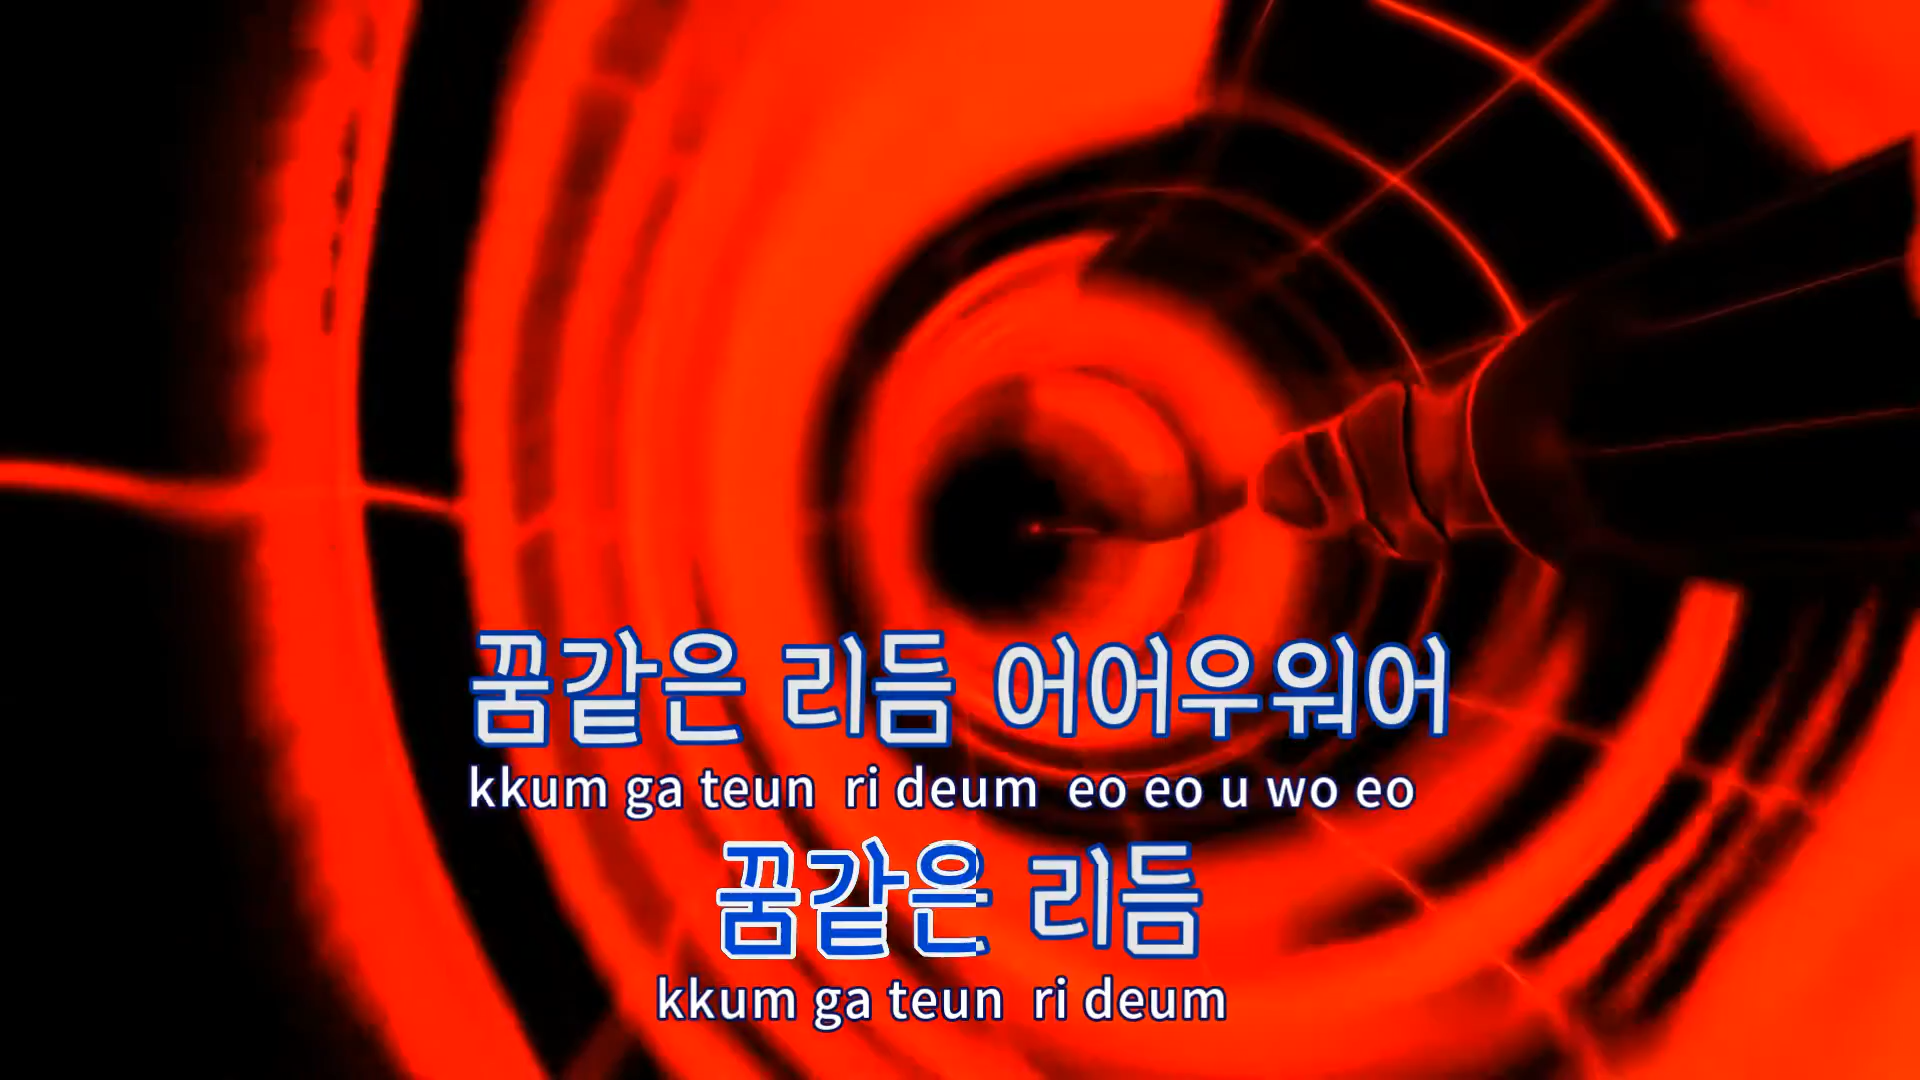 꿈같은 리듬 어어우워어
kkum ga teun ri deum eo eo u wo eo
꿈같은 리듬
kkum ga teun ri deum